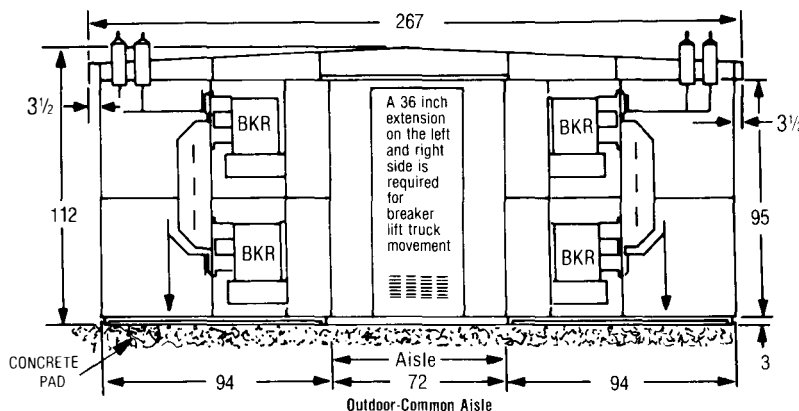 267
3½
3½
112
95
3
BKR
BKR
BKR
BKR
A 36 inch
extension
on the left
and right
side is
required
for
breaker
lift truck
movement
CONCRETE
PAD
Aisle
94
72
94
Outdoor-Common Aisle